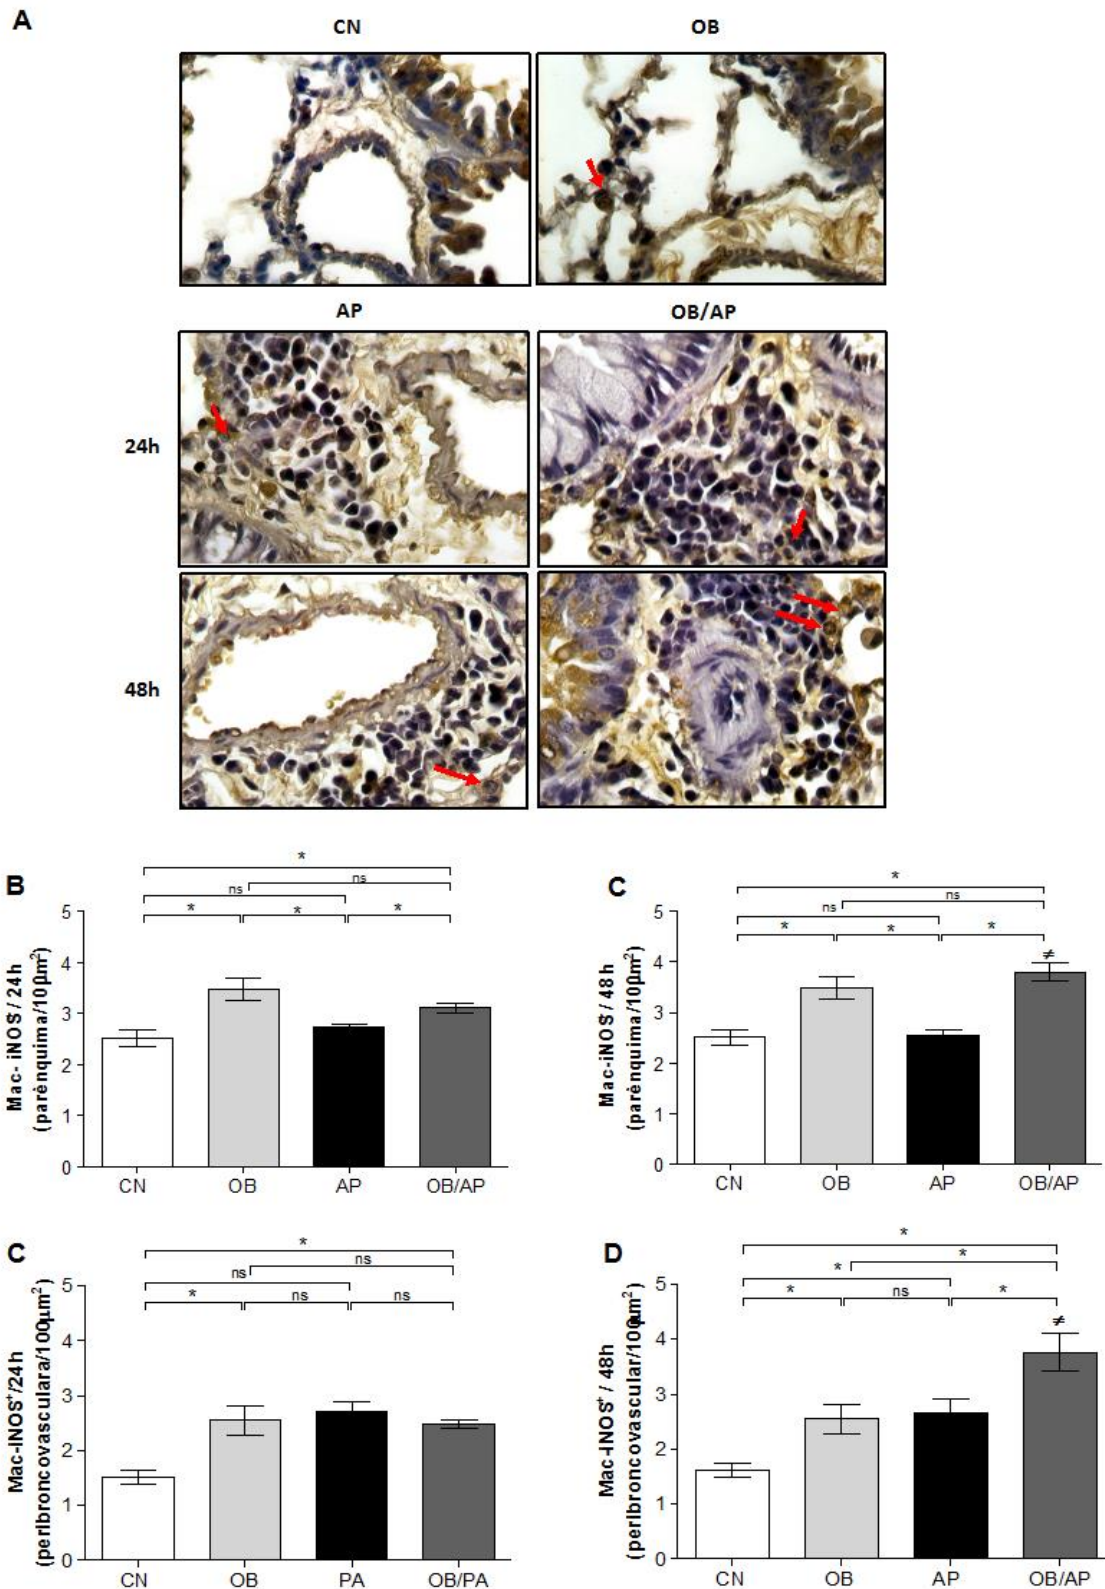 A
CN OB
AP OB/AP
24h
48h
B
*
ns
ns
* * *
Mac- iNOS / 24h
(parênquima/10µm²)
5
4
3
2
1
0
CN OB AP OB/AP
C
*
ns
ns
* * *
≠
Mac-iNOS / 48h
(parênquima/10µm²)
5
4
3
2
1
0
CN OB AP OB/AP
C
*
ns
ns
* ns ns
Mac-iNOS⁺/24h
(peribroncovasculara/100µm²)
5
4
3
2
1
0
CN OB PA OB/PA
D
*
*
*
* ns *
≠
Mac-iNOS⁺ / 48h
(peribroncovascular/100µm²)
5
4
3
2
1
0
CN OB AP OB/AP